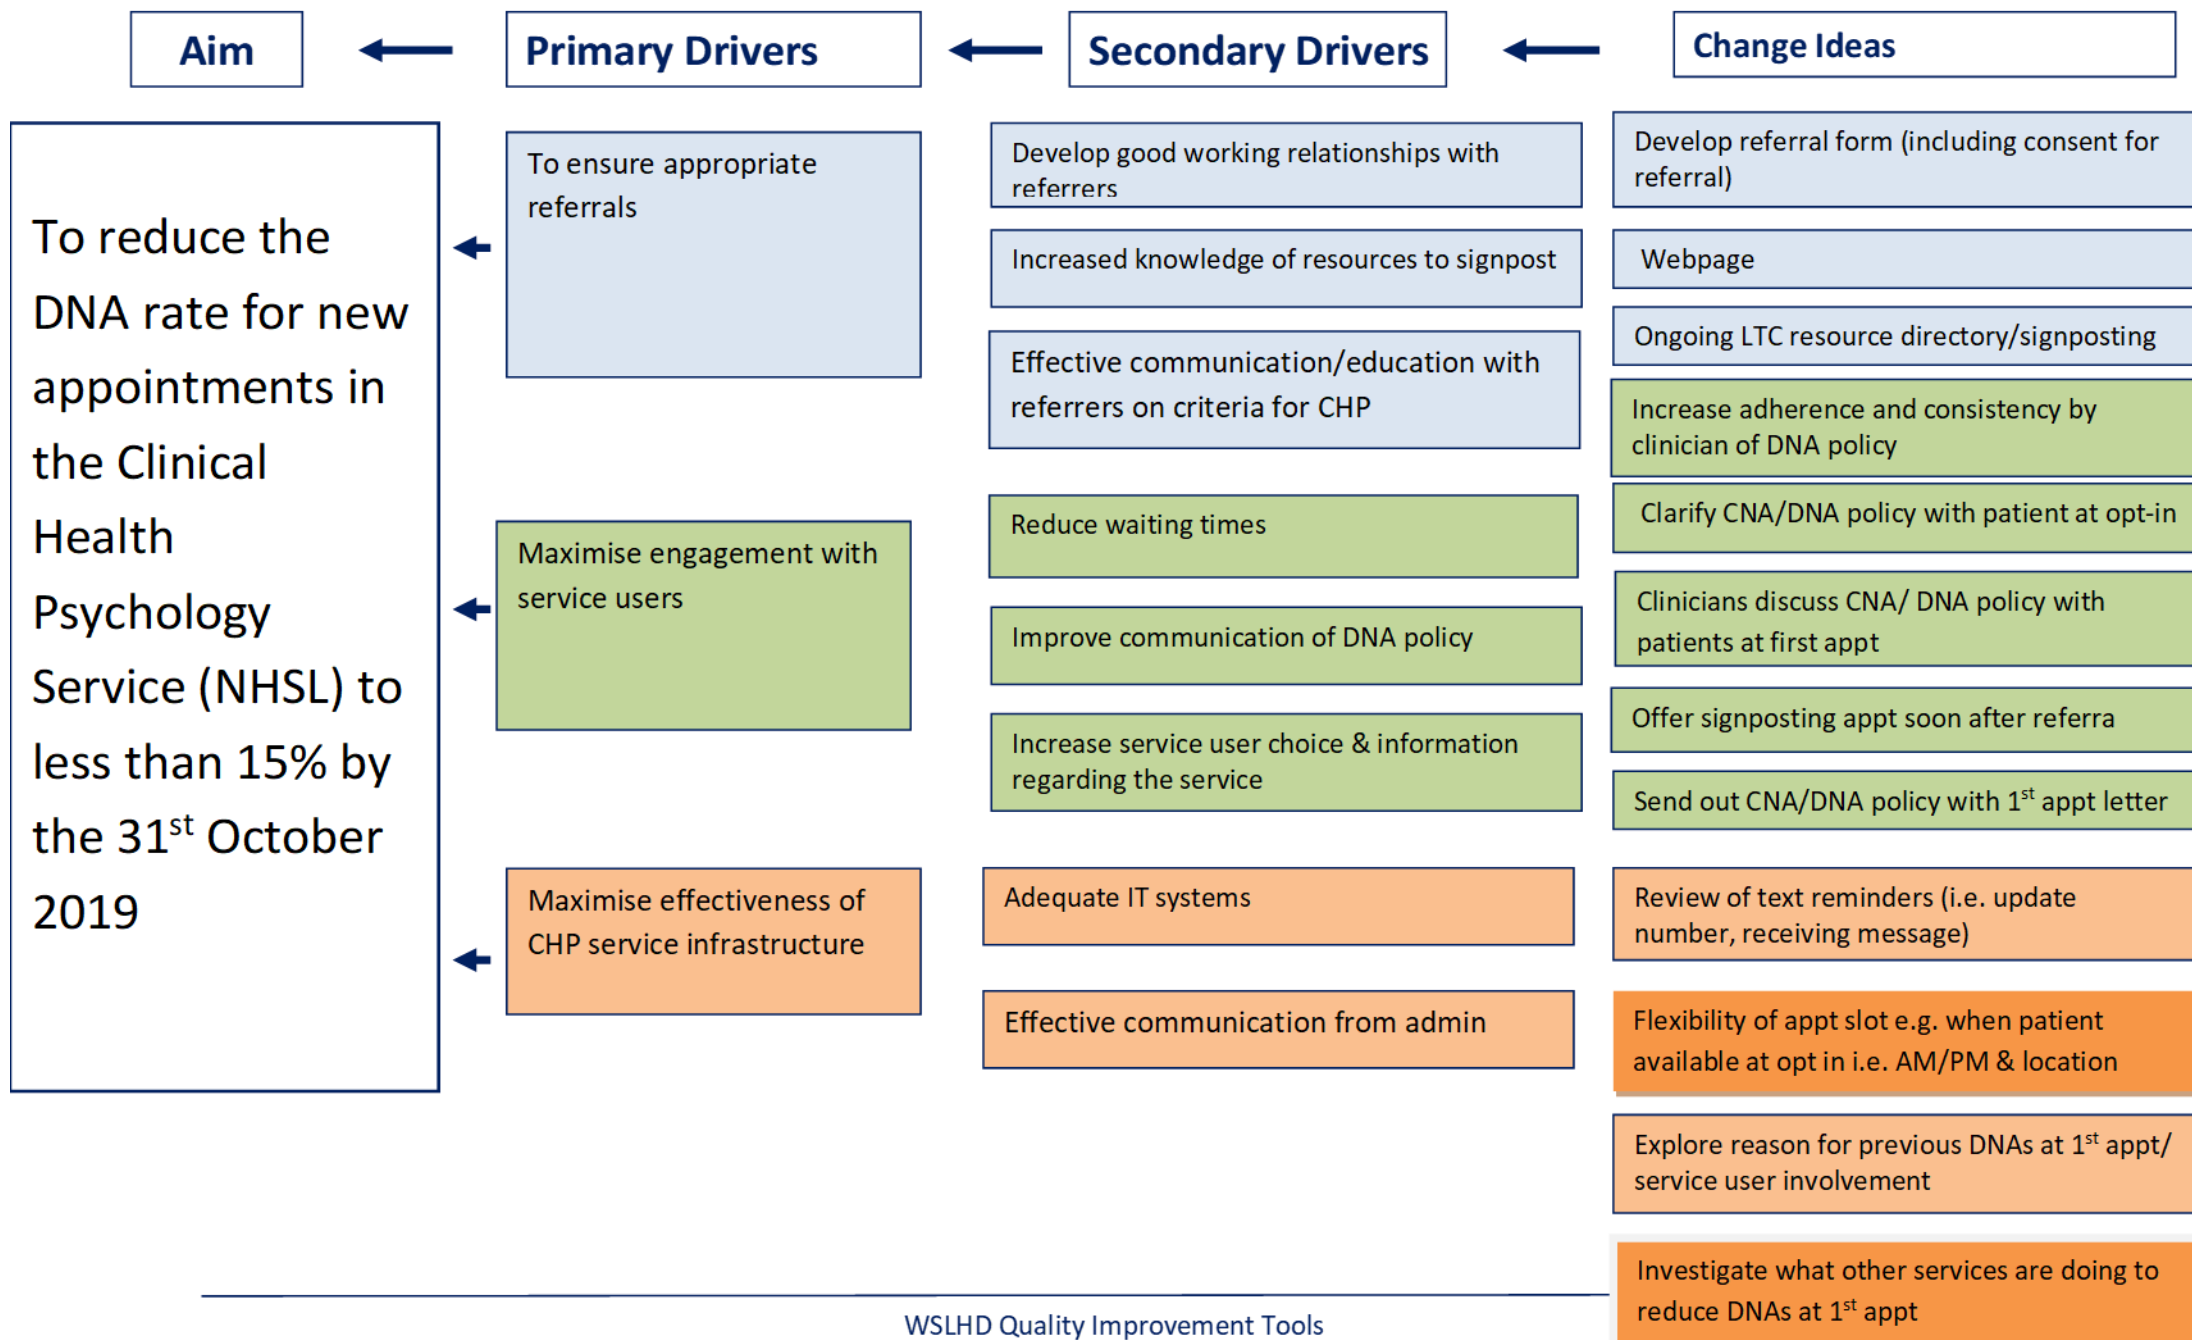 Aim
Primary Drivers
Secondary Drivers
Change Ideas
To reduce the
DNA rate for new
appointments in
the Clinical
Health
Psychology
Service (NHSL) to
less than 15% by
the 31st October
2019
To ensure appropriate
referrals
Maximise engagement with
service users
Maximise effectiveness of
CHP service infrastructure
Develop good working relationships with
referrers
Increased knowledge of resources to signpost
Effective communication/education with
referrers on criteria for CHP
Reduce waiting times
Improve communication of DNA policy
Increase service user choice & information
regarding the service
Adequate IT systems
Effective communication from admin
Develop referral form (including consent for
referral)
Webpage
Ongoing LTC resource directory/signposting
Increase adherence and consistency by
clinician of DNA policy
Clarify CNA/DNA policy with patient at opt-in
Clinicians discuss CNA/ DNA policy with
patients at first appt
Offer signposting appt soon after referra
Send out CNA/DNA policy with 1st appt letter
Review of text reminders (i.e. update
number, receiving message)
Flexibility of appt slot e.g. when patient
available at opt in i.e. AM/PM & location
Explore reason for previous DNAs at 1st appt/
service user involvement
Investigate what other services are doing to
reduce DNAs at 1st appt
WSLHD Quality Improvement Tools